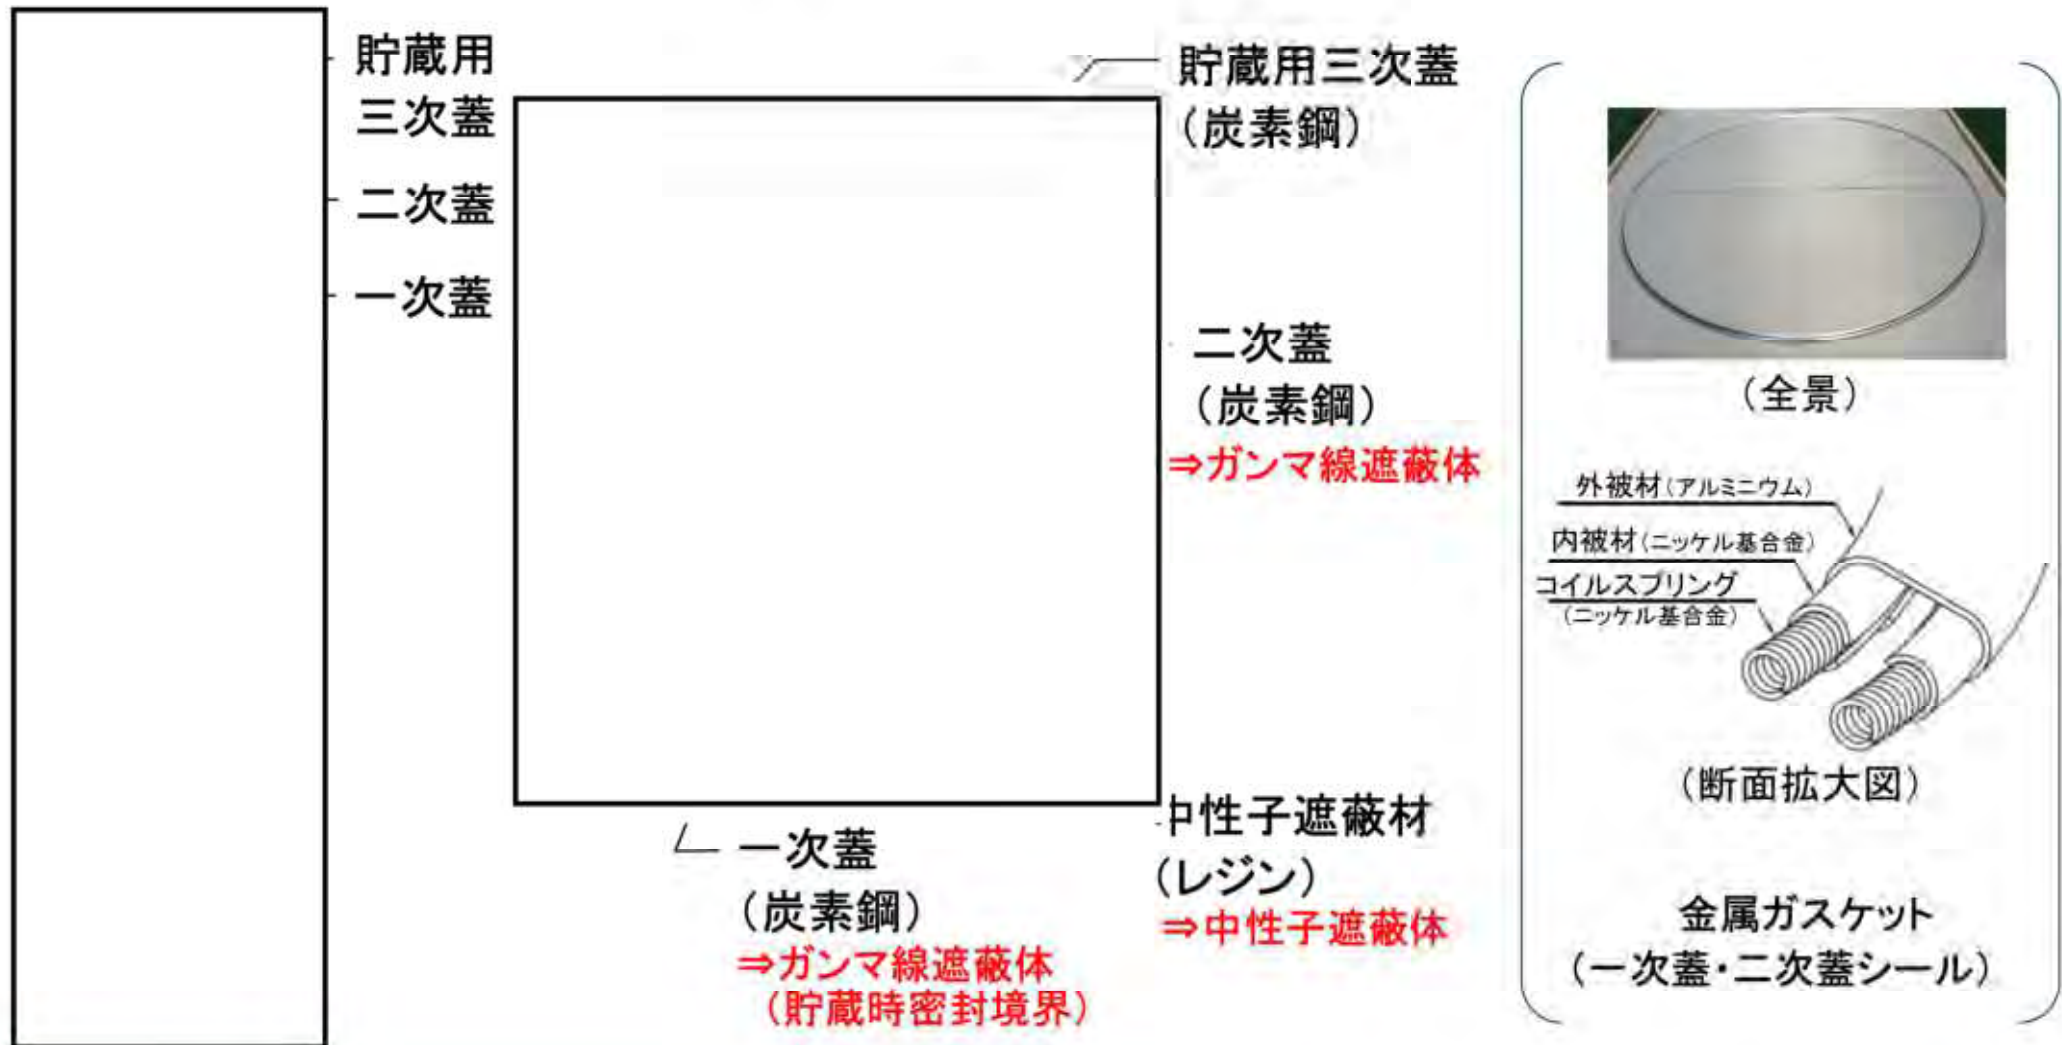 貯蔵用
三次蓋
二次蓋
一次蓋
貯蔵用三次蓋
(炭素鋼)
二次蓋
(炭素鋼)
⇒ガンマ線遮蔽体
一次蓋
(炭素鋼)
⇒ガンマ線遮蔽体
(貯蔵時密封境界)
中性子遮蔽材
(レジン)
⇒中性子遮蔽体
(全景)
外被材(アルミニウム)
内被材(ニッケル基合金)
コイルスプリング
(ニッケル基合金)
(断面拡大図)
金属ガスケット
(一次蓋・二次蓋シール)